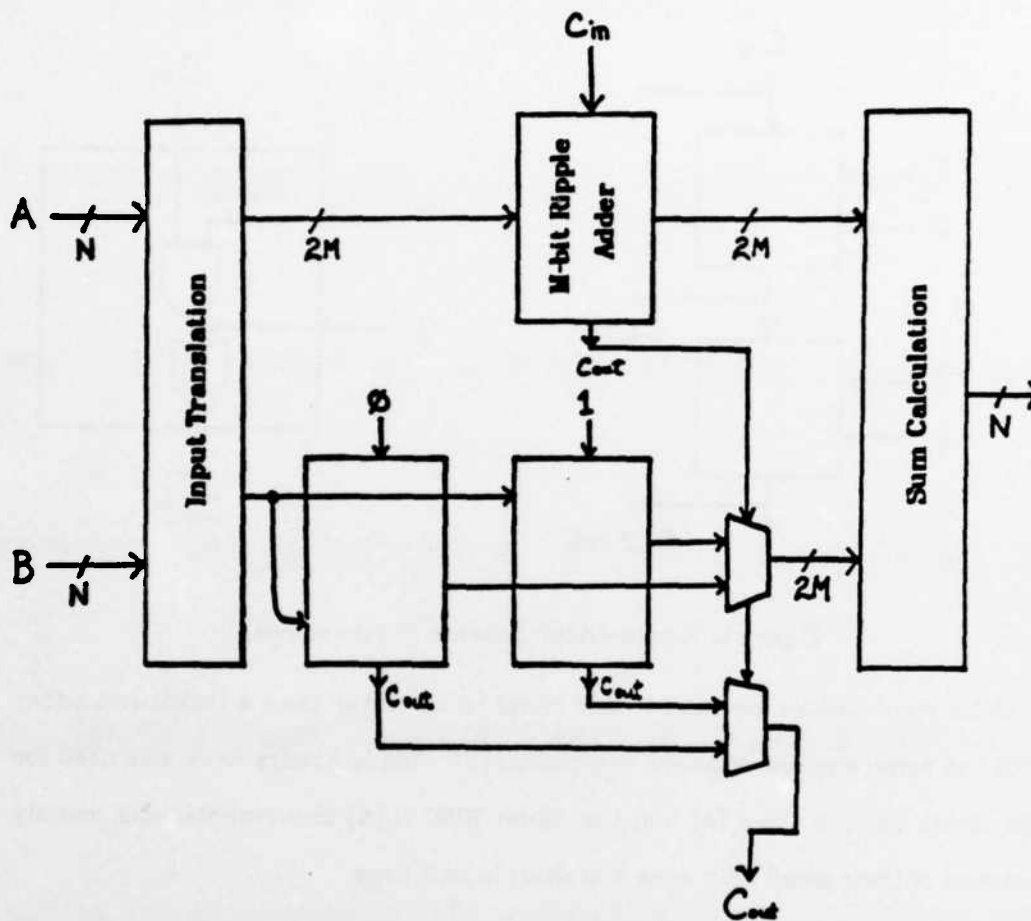 Cin
A
N
Input Translation
2M
M-bit Ripple
Adder
2M
Cout
Sum Calculation
N
Ø
1
B
N
2M
Cout
Cout
Cout